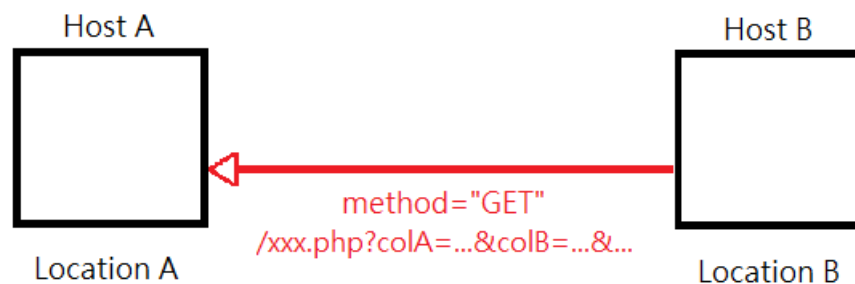 Host A
Host B
method="GET"
/xxx.php?colA=...&colB=...&...
Location A
Location B